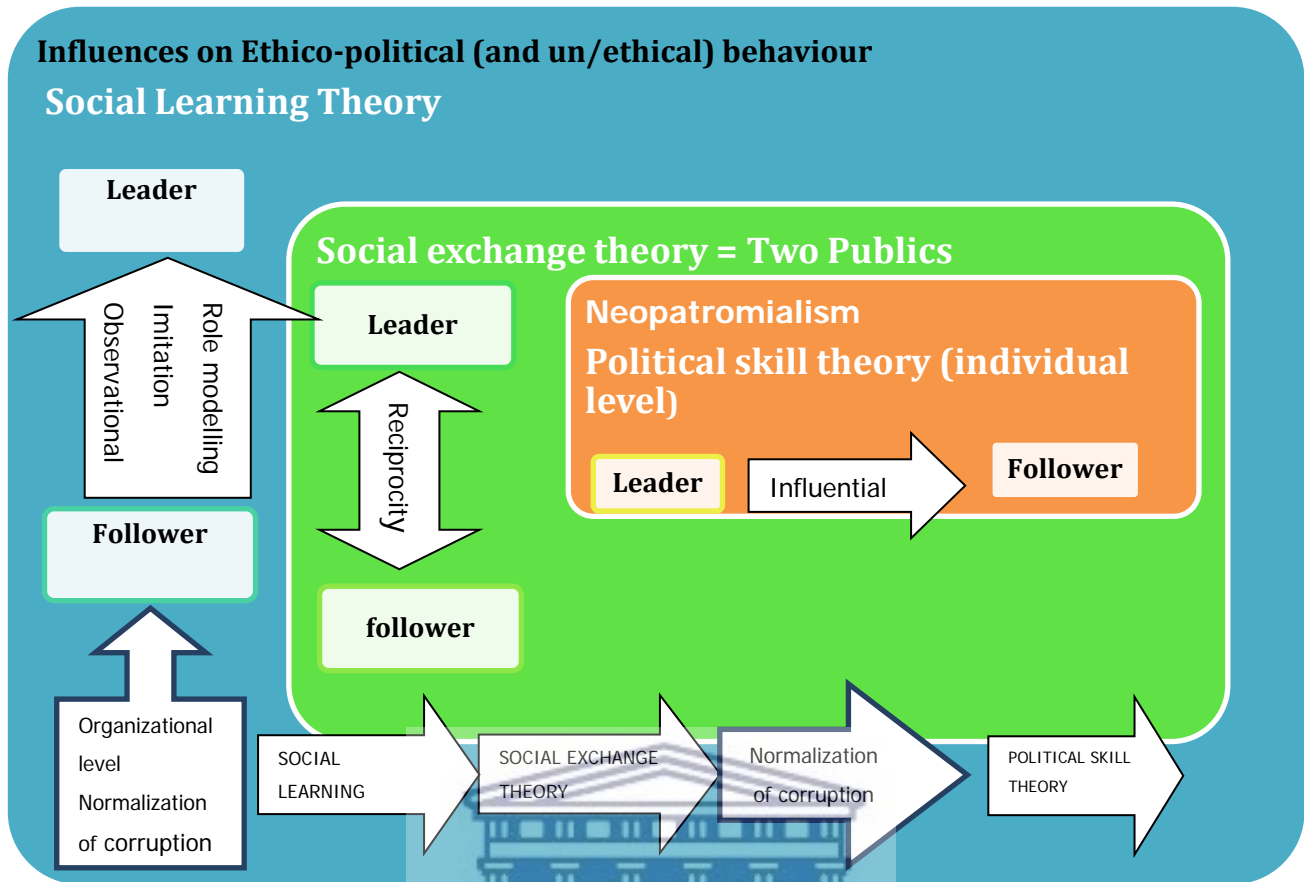 Influences on Ethico-political (and un/ethical) behaviour
Social Learning Theory
Leader
Role modelling
Imitation
Observational
Follower
Organizational
level
Normalization
of corruption
Social exchange theory = Two Publics
Leader
Reciprocity
follower
Neopatromialism
Political skill theory (individual
level)
Leader
Influential
Follower
SOCIAL
LEARNING
SOCIAL EXCHANGE
THEORY
Normalization
of corruption
POLITICAL SKILL
THEORY